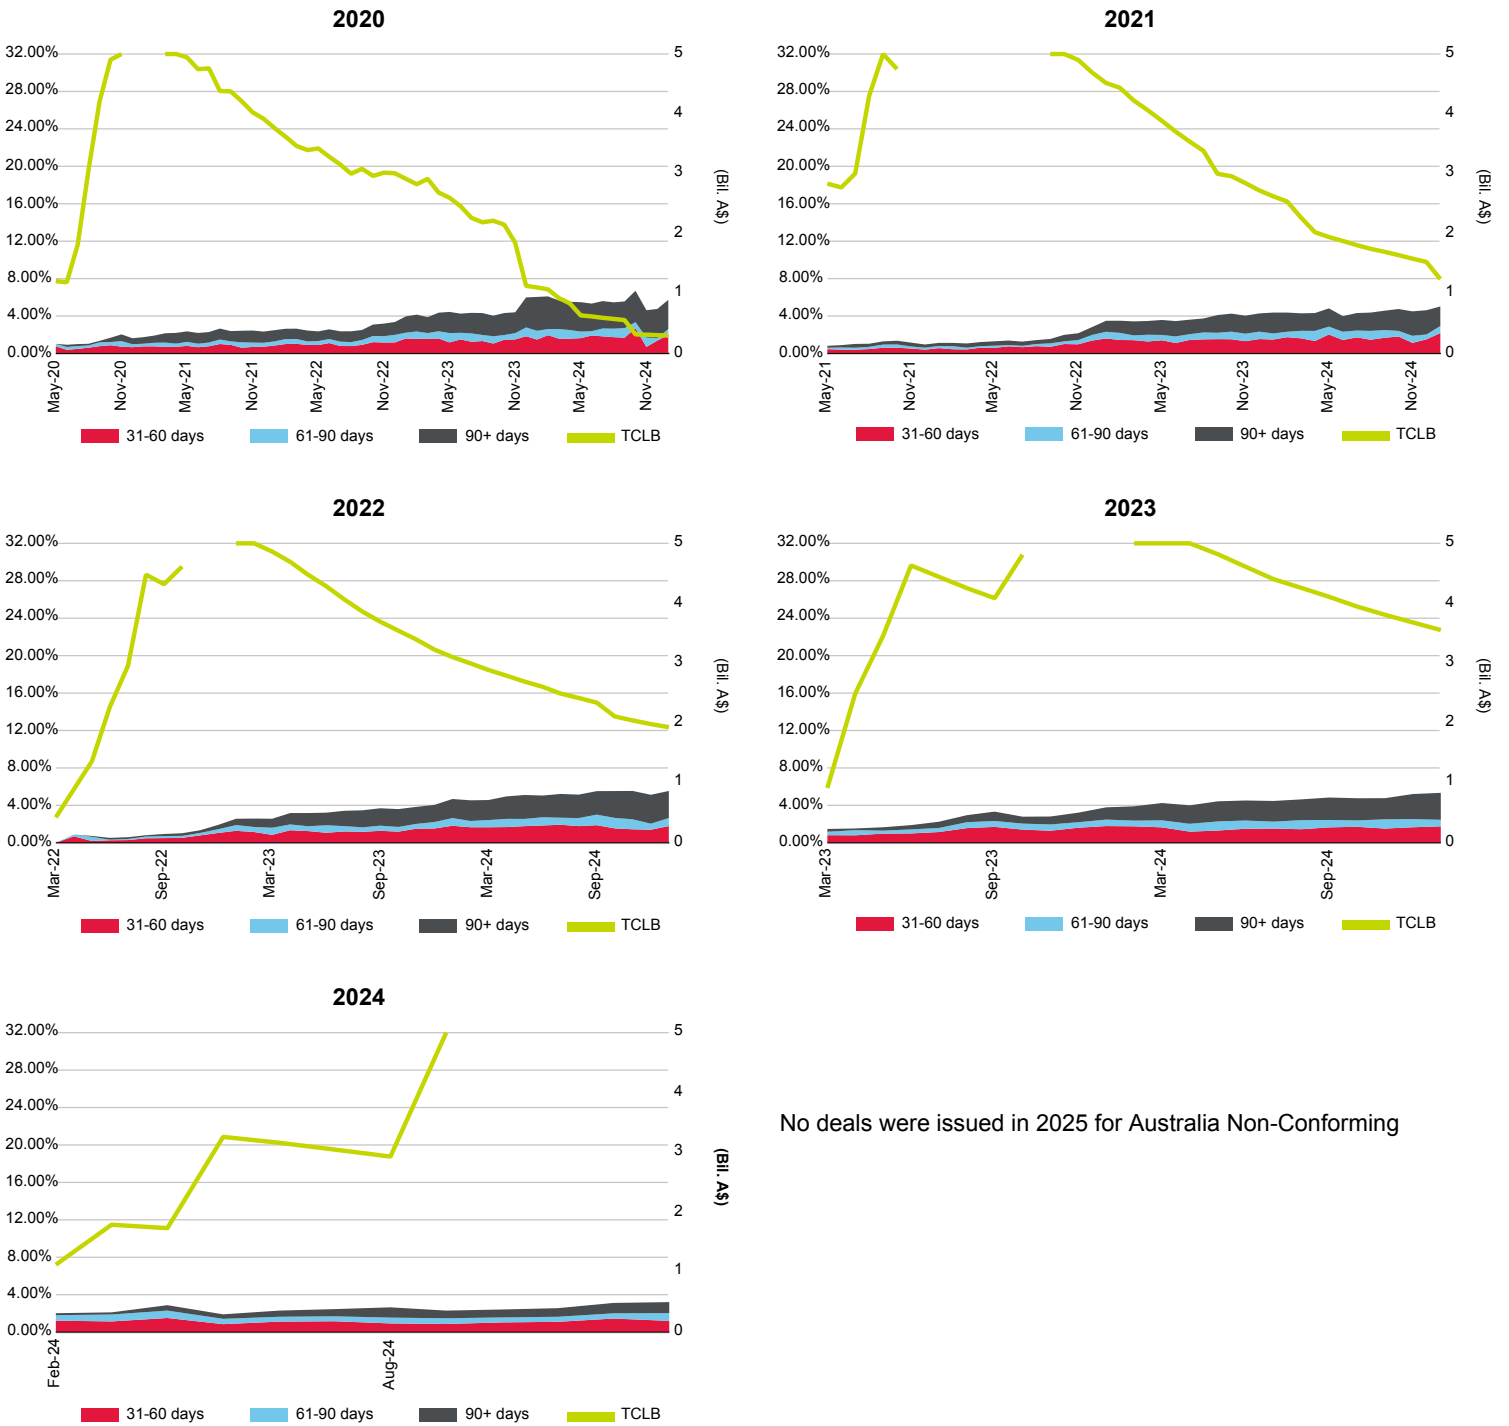 2020
32.00%
28.00%
24.00%
20.00%
16.00%
12.00%
8.00%
4.00%
0.00%
5
4
3
2
1
0
(Bil. A$)
May-20
Nov-20
May-21
Nov-21
May-22
Nov-22
May-23
Nov-23
May-24
Nov-24
31-60 days
61-90 days
90+ days
TCLB
2021
32.00%
28.00%
24.00%
20.00%
16.00%
12.00%
8.00%
4.00%
0.00%
5
4
3
2
1
0
(Bil. A$)
May-21
Nov-21
May-22
Nov-22
May-23
Nov-23
May-24
Nov-24
31-60 days
61-90 days
90+ days
TCLB
2022
32.00%
28.00%
24.00%
20.00%
16.00%
12.00%
8.00%
4.00%
0.00%
5
4
3
2
1
0
(Bil. A$)
Mar-22
Sep-22
Mar-23
Sep-23
Mar-24
Sep-24
31-60 days
61-90 days
90+ days
TCLB
2023
32.00%
28.00%
24.00%
20.00%
16.00%
12.00%
8.00%
4.00%
0.00%
5
4
3
2
1
0
(Bil. A$)
Mar-23
Sep-23
Mar-24
Sep-24
31-60 days
61-90 days
90+ days
TCLB
2024
32.00%
28.00%
24.00%
20.00%
16.00%
12.00%
8.00%
4.00%
0.00%
5
4
3
2
1
0
(Bil. A$)
Feb-24
Aug-24
31-60 days
61-90 days
90+ days
TCLB
No deals were issued in 2025 for Australia Non-Conforming